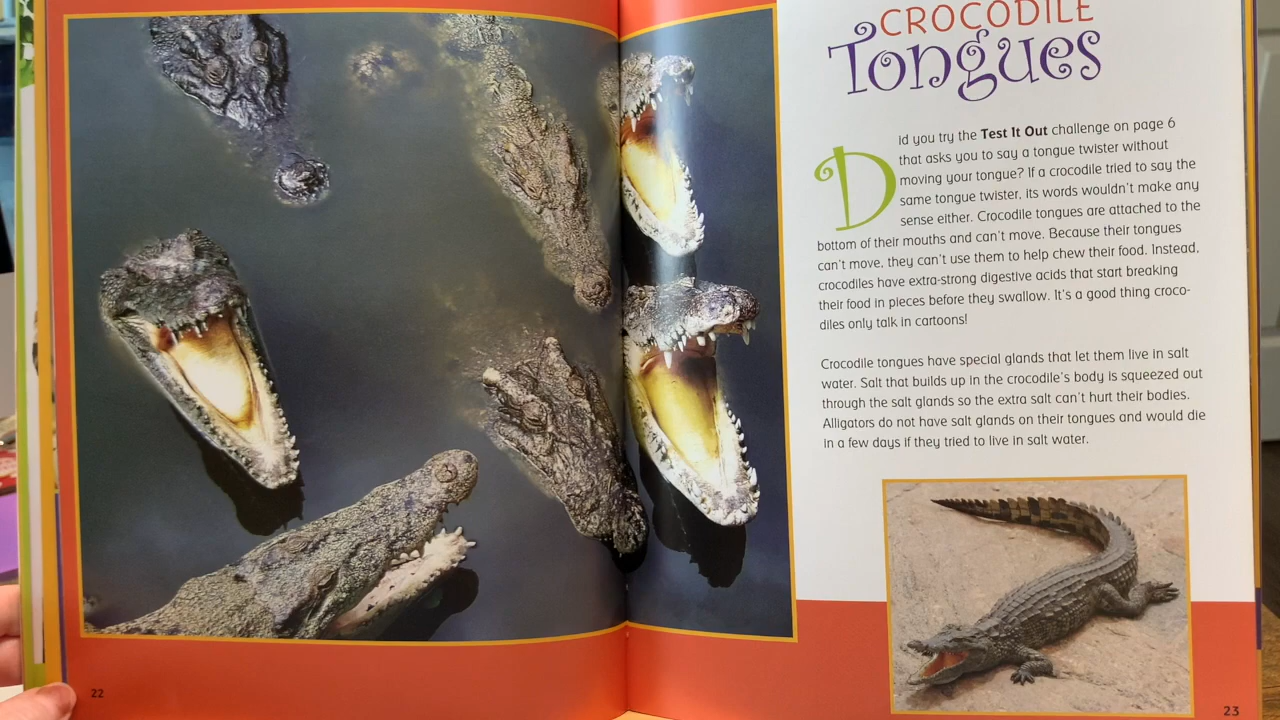 CROCODILE
Tongues
Did you try the Test It Out challenge on page 6
that asks you to say a tongue twister without
moving your tongue? If a crocodile tried to say the
same tongue twister, its words wouldn't make any
sense either. Crocodile tongues are attached to the
bottom of their mouths and can't move. Because their tongues
can't move, they can't use them to help chew their food. Instead,
crocodiles have extra-strong digestive acids that start breaking
their food in pieces before they swallow. It's a good thing croco-
diles only talk in cartoons!
Crocodile tongues have special glands that let them live in salt
water. Salt that builds up in the crocodile's body is squeezed out
through the salt glands so the extra salt can't hurt their bodies.
Alligators do not have salt glands on their tongues and would die
in a few days if they tried to live in salt water.
22
23